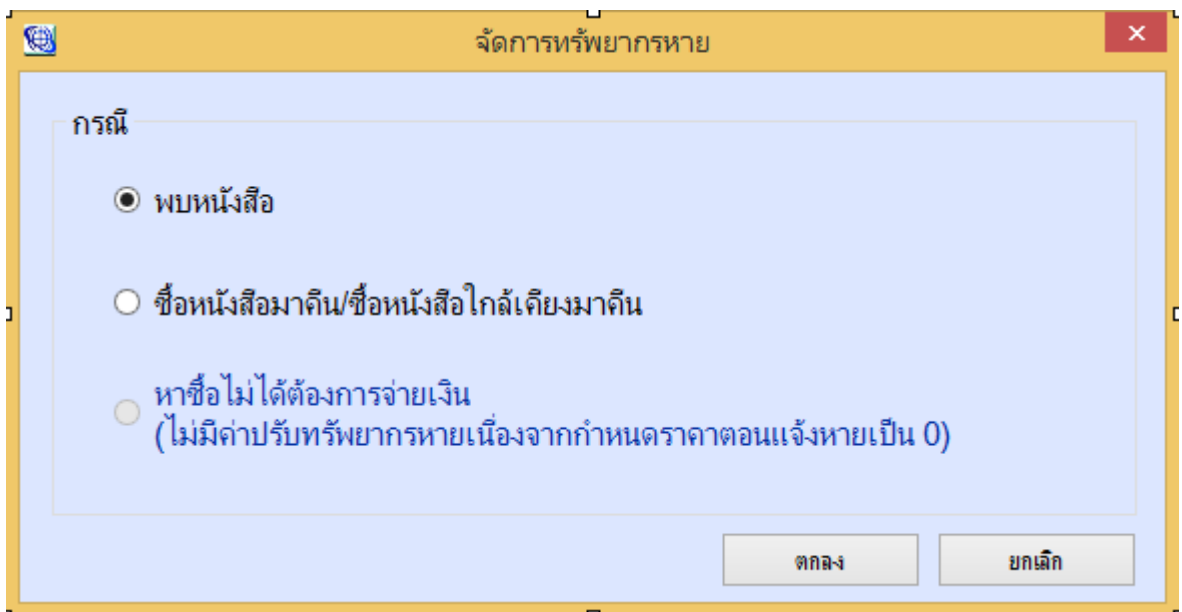 จัดการทรัพยากรหาย
กรณี
พบหนังสือ
ซื้อหนังสือมาคืน/ซื้อหนังสือใกล้เคียงมาคืน
หาซื้อไม่ได้ต้องการจ่ายเงิน
(ไม่มีค่าปรับทรัพยากรหายเนื่องจากกำหนดราคาตอนแจ้งหายเป็น 0)
ตกลง
ยกเลิก